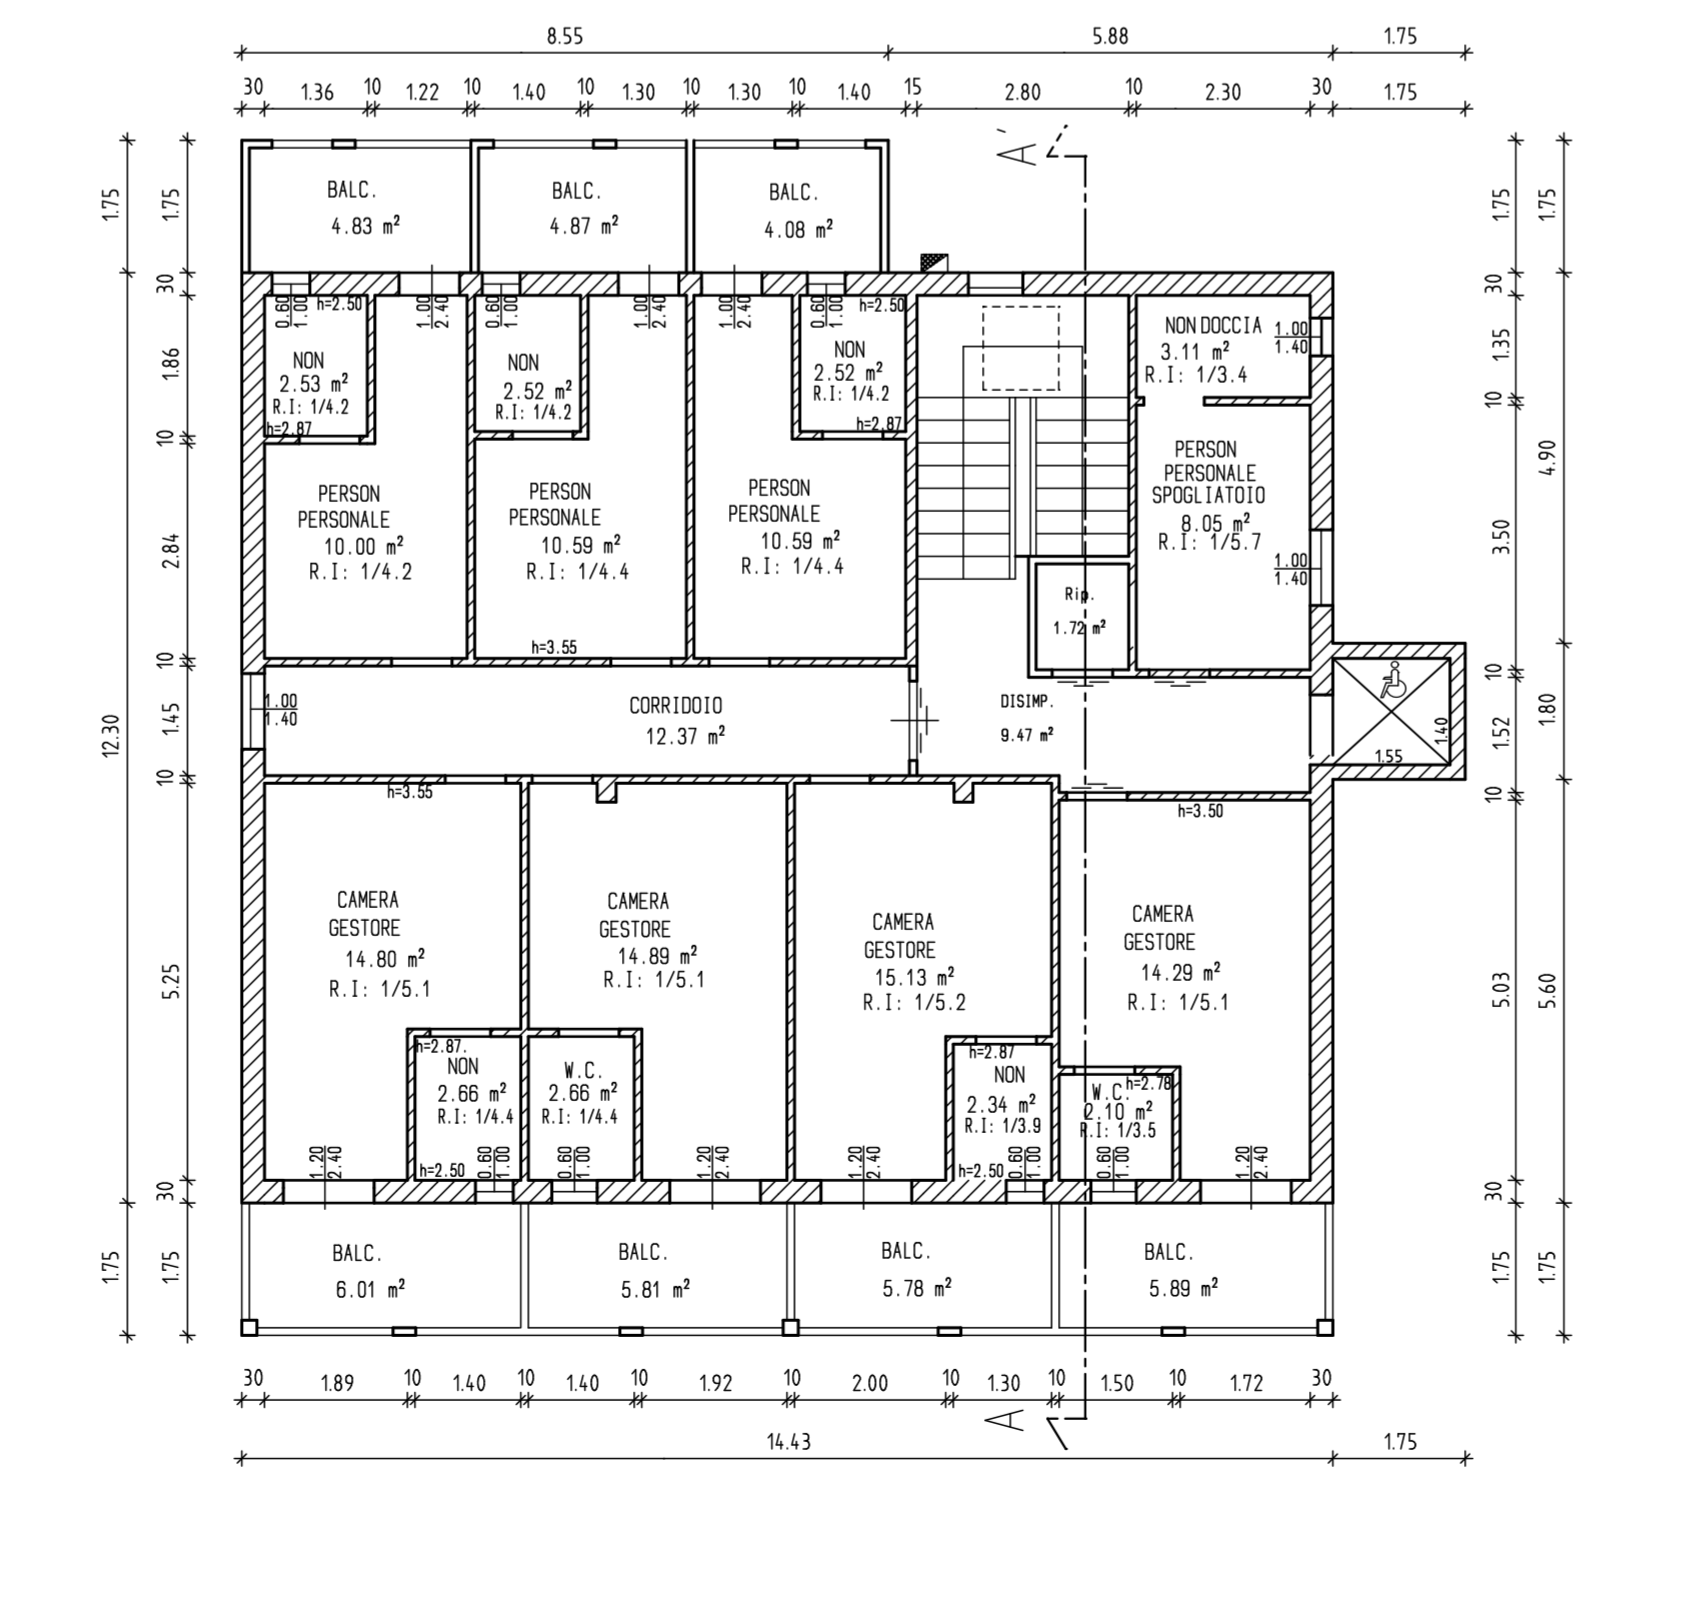 8.55 5.88 1.75
30 1.36 10 1.22 10 1.40 10 1.30 10 1.30 10 1.40 15 2.80 10 2.30 30 1.75
A'
BALC.
4.83 m²
BALC.
4.87 m²
BALC.
4.08 m²
0.60
1.00
h=2.50
1.00
2.40
0.60
1.00
1.00
2.40
1.00
2.40
0.60
1.00
h=2.50
NON
2.53 m²
R.I: 1/4.2
h=2.87
NON
2.52 m²
R.I: 1/4.2
NON
2.52 m²
R.I: 1/4.2
h=2.87
NON DOCCIA
3.11 m²
R.I: 1/3.4
1.00
1.40
PERSON
PERSONALE
10.00 m²
R.I: 1/4.2
PERSON
PERSONALE
10.59 m²
R.I: 1/4.4
h=3.55
PERSON
PERSONALE
10.59 m²
R.I: 1/4.4
PERSON
PERSONALE
SPOGLIATOIO
8.05 m²
R.I: 1/5.7
1.00
1.40
Rip.
1.72 m²
1.00
1.40
CORRIDOIO
12.37 m²
DISIMP.
9.47 m²
1.40
1.55
h=3.55
h=3.50
CAMERA
GESTORE
14.80 m²
R.I: 1/5.1
CAMERA
GESTORE
14.89 m²
R.I: 1/5.1
CAMERA
GESTORE
15.13 m²
R.I: 1/5.2
CAMERA
GESTORE
14.29 m²
R.I: 1/5.1
h=2.87.
NON
2.66 m²
R.I: 1/4.4
h=2.50
W.C.
2.66 m²
R.I: 1/4.4
h=2.87
NON
2.34 m²
R.I: 1/3.9
h=2.50
h=2.78
W.C.
2.10 m²
R.I: 1/3.5
1.20
2.40
0.60
1.00
0.60
1.00
1.20
2.40
1.20
2.40
0.60
1.00
0.60
1.00
1.20
2.40
BALC.
6.01 m²
BALC.
5.81 m²
BALC.
5.78 m²
BALC.
5.89 m²
30 1.89 10 1.40 10 1.40 10 1.92 10 2.00 10 1.30 10 1.50 10 1.72 30
A
14.43 1.75
1.75
12.30
1.75
1.75
30
1.86
10
2.84
10
1.45
10
5.25
30
1.75
1.75
30
1.35
10
3.50
10
1.52
10
5.03
30
1.75
1.75
4.90
1.80
5.60
1.75